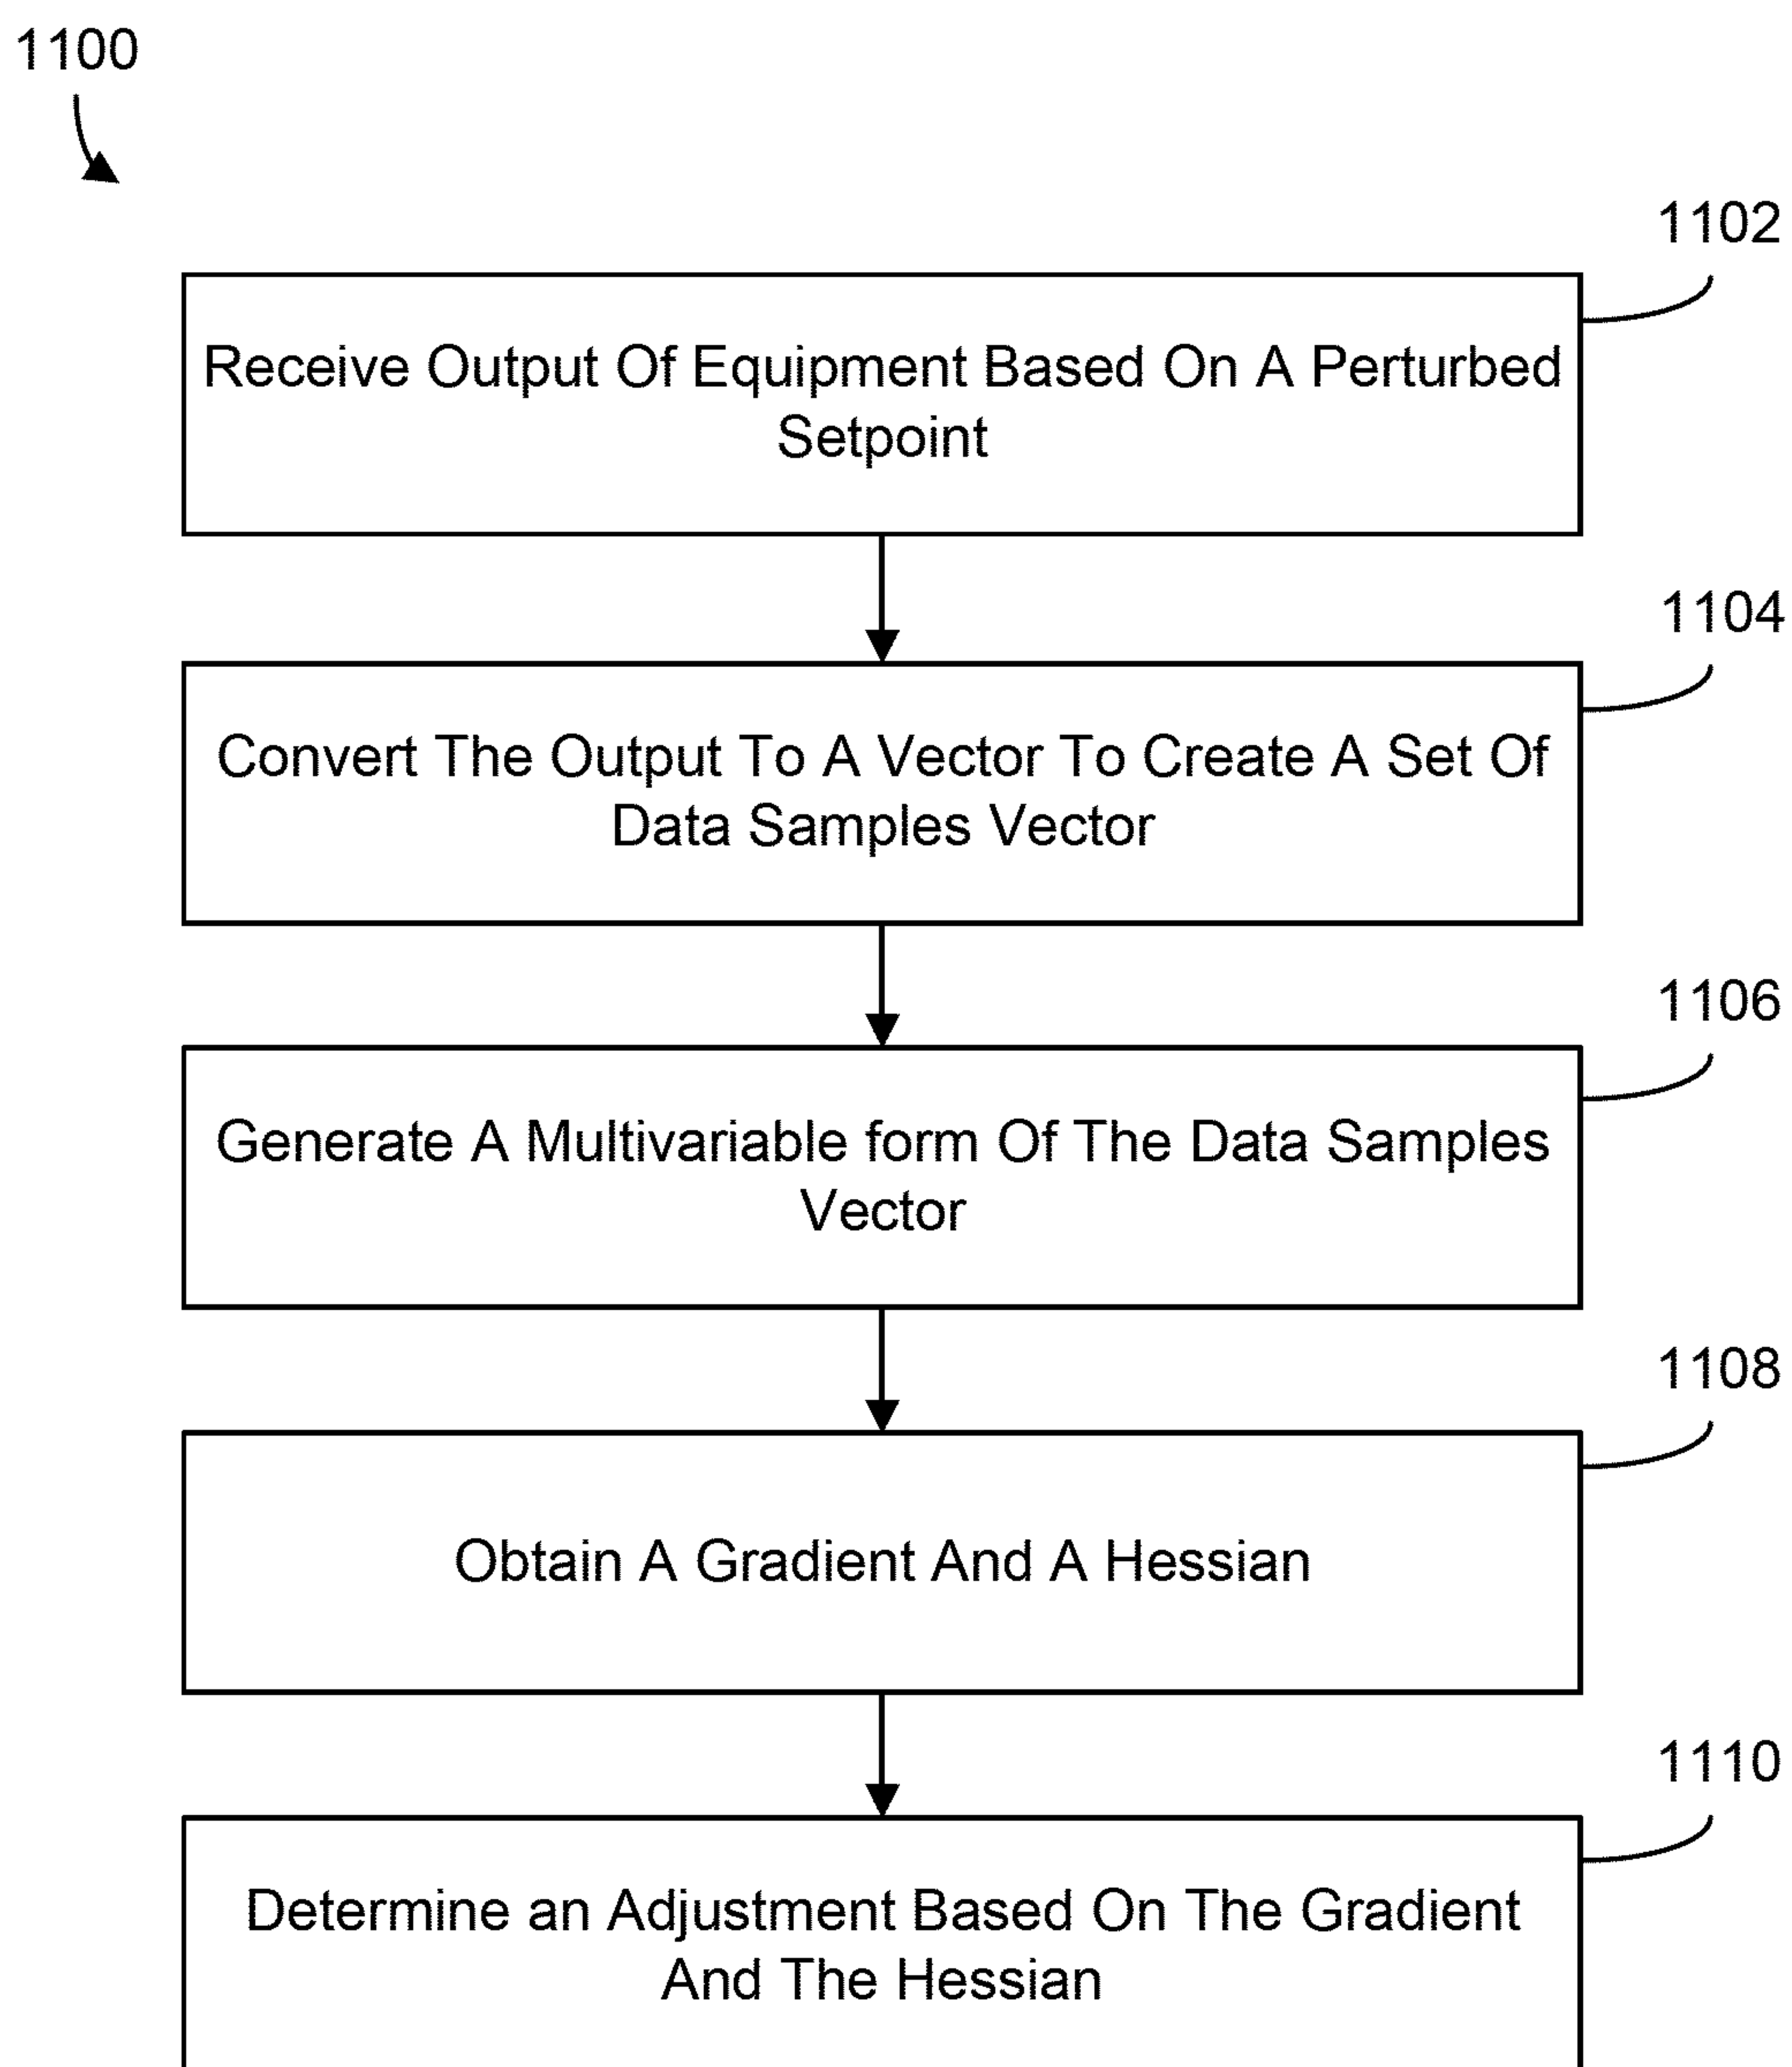 1100
1102
Receive Output Of Equipment Based On A Perturbed
Setpoint
1104
Convert The Output To A Vector To Create A Set Of
Data Samples Vector
1106
Generate A Multivariable form Of The Data Samples
Vector
1108
Obtain A Gradient And A Hessian
1110
Determine an Adjustment Based On The Gradient
And The Hessian